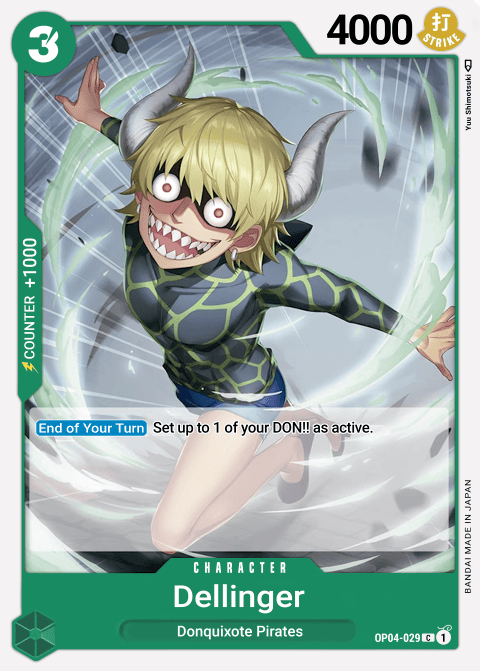 3
4000
打
STRIKE
Yuu Shimotsuki
COUNTER +1000
End of Your Turn Set up to 1 of your DON!! as active.
BANDAI MADE IN JAPAN
CHARACTER
Dellinger
Donquixote Pirates
OP04-029 C 1